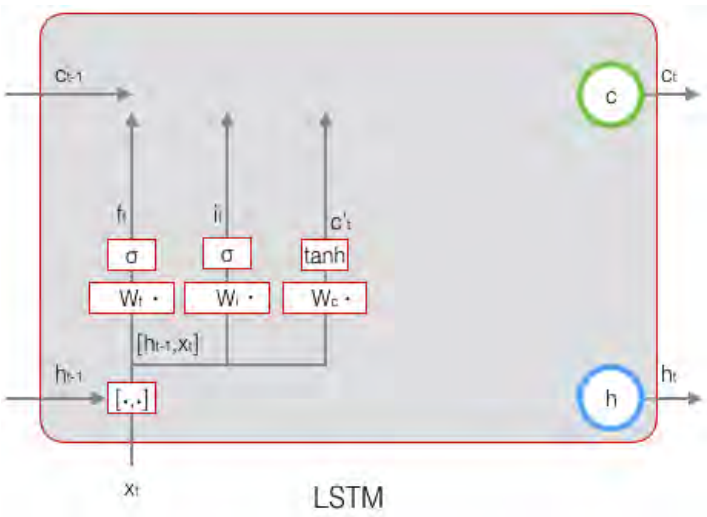 Ct-1
Ct
c
ft
it
c't
σ
σ
tanh
Wf ·
Wi ·
Wc ·
[ht-1,xt]
ht-1
ht
[·,·]
h
xt
LSTM